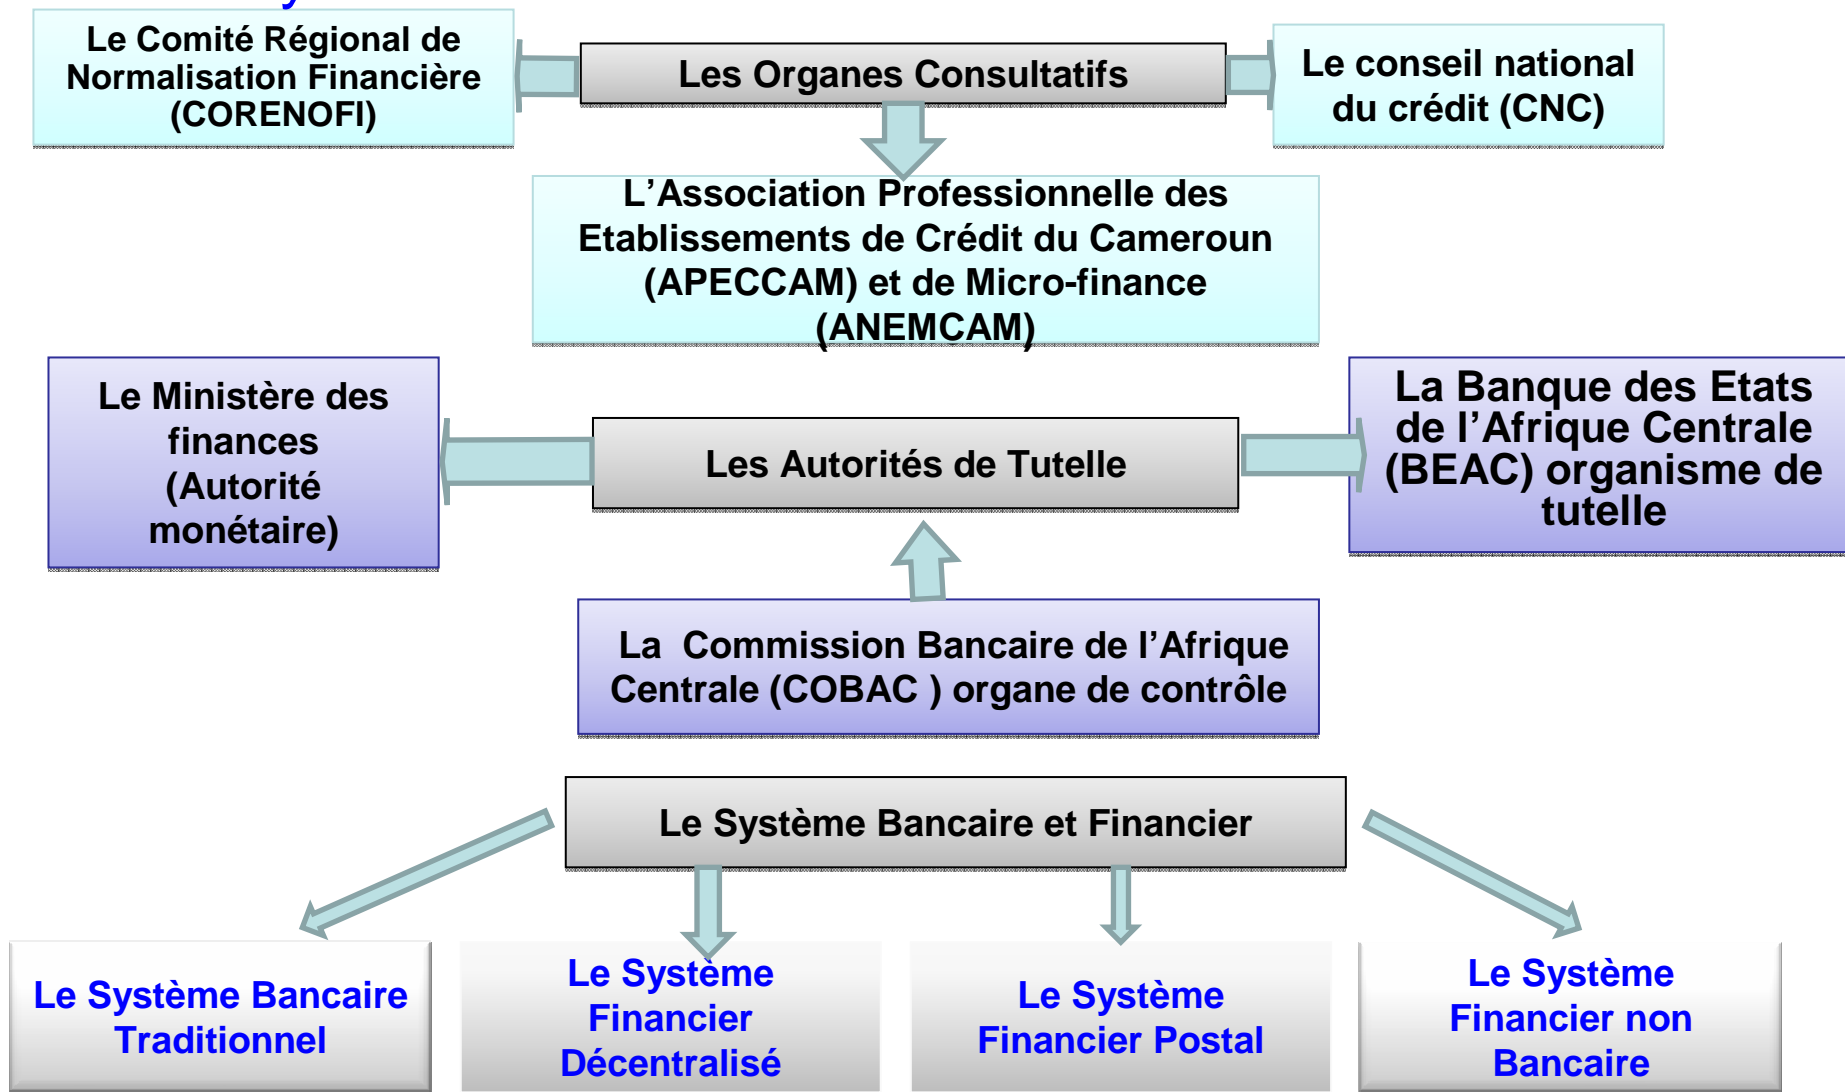 Le Comité Régional de
Normalisation Financière
(CORENOFI)
Les Organes Consultatifs
Le conseil national
du crédit (CNC)
L’Association Professionnelle des
Etablissements de Crédit du Cameroun
(APECCAM) et de Micro-finance
(ANEMCAM)
Le Ministère des
finances
(Autorité
monétaire)
Les Autorités de Tutelle
La Banque des Etats
de l’Afrique Centrale
(BEAC) organisme de
tutelle
La Commission Bancaire de l’Afrique
Centrale (COBAC ) organe de contrôle
Le Système Bancaire et Financier
Le Système Bancaire
Traditionnel
Le Système
Financier
Décentralisé
Le Système
Financier Postal
Le Système
Financier non
Bancaire